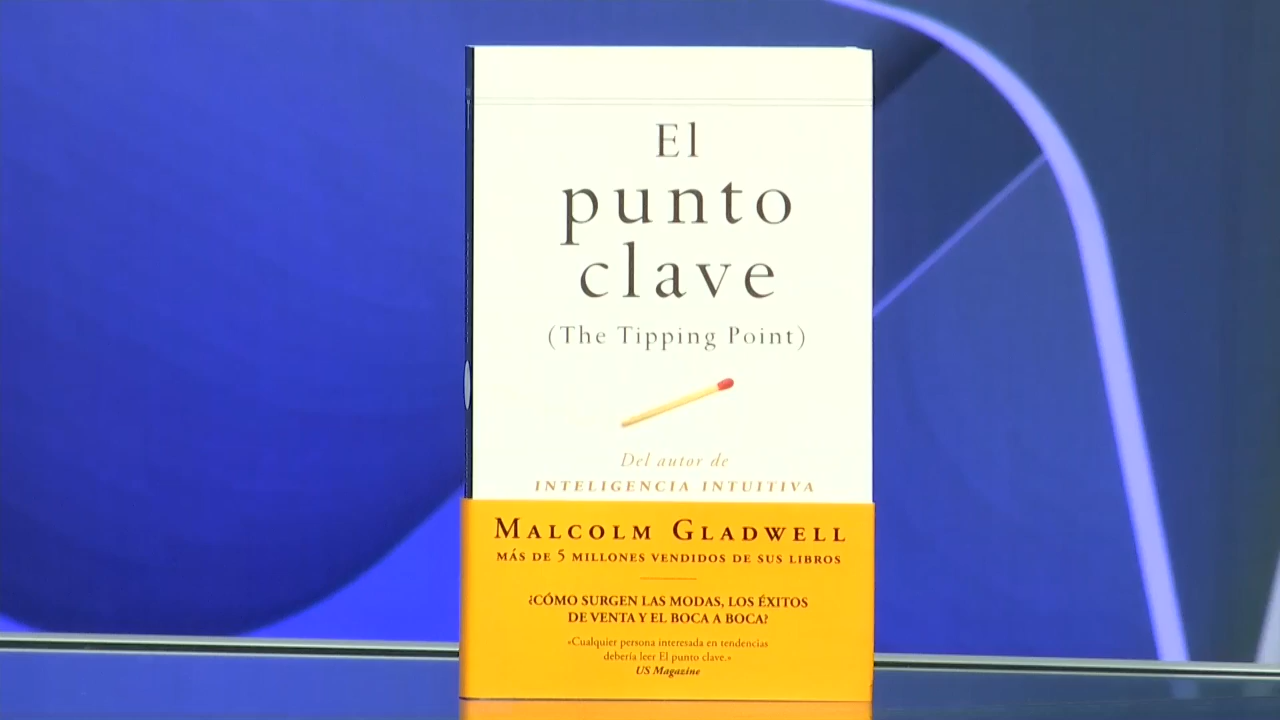 El
punto
clave
(The Tipping Point)
Del autor de
INTELIGENCIA INTUITIVA
MALCOLM GLADWELL
MÁS DE 5 MILLONES VENDIDOS DE SUS LIBROS
¿CÓMO SURGEN LAS MODAS, LOS ÉXITOS
DE VENTA Y EL BOCA A BOCA?
«Cualquier persona interesada en tendencias
debería leer El punto clave.»
US Magazine